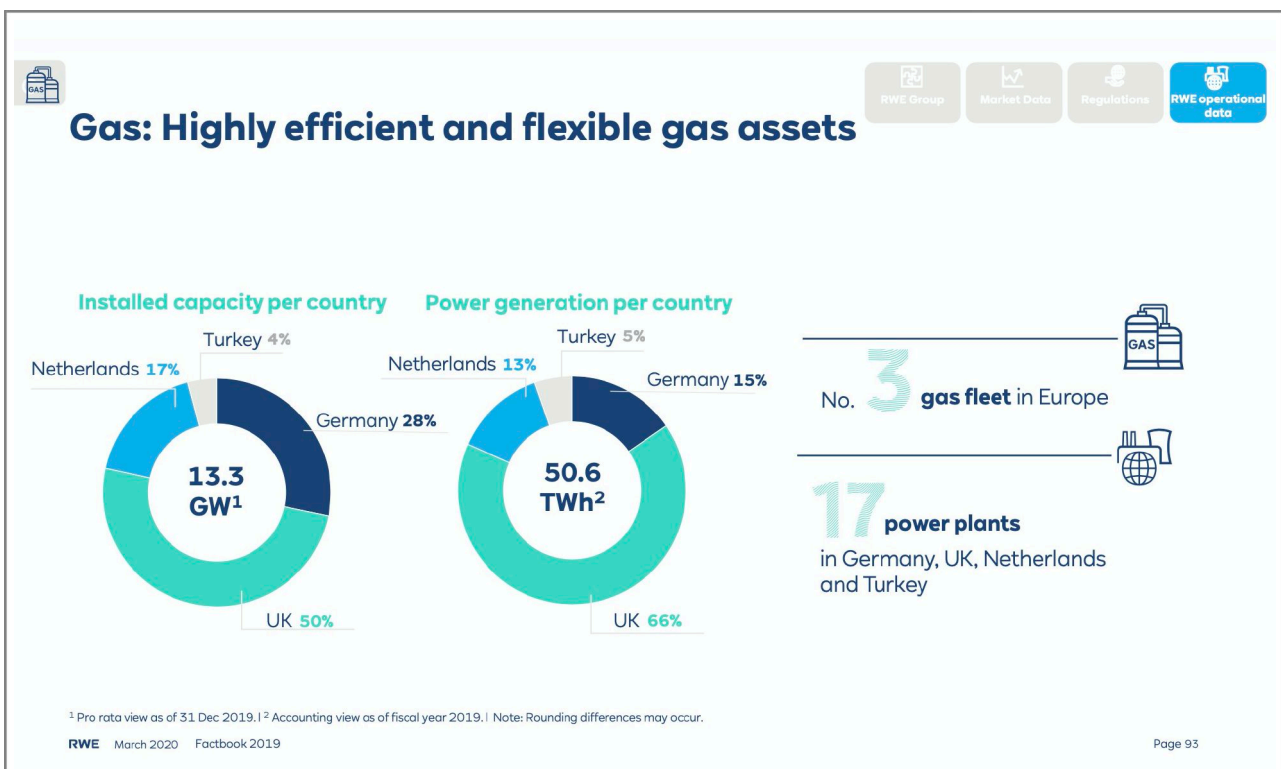 GAS
RWE Group
Market Data
Regulations
RWE operational
data
Gas: Highly efficient and flexible gas assets
Installed capacity per country
Turkey 4%
Netherlands 17%
Germany 28%
13.3
GW¹
UK 50%
Power generation per country
Turkey 5%
Netherlands 13%
Germany 15%
50.6
TWh²
UK 66%
GAS
No. 3 gas fleet in Europe
17 power plants
in Germany, UK, Netherlands
and Turkey
¹ Pro rata view as of 31 Dec 2019. I ² Accounting view as of fiscal year 2019. I Note: Rounding differences may occur.
RWE March 2020 Factbook 2019
Page 93